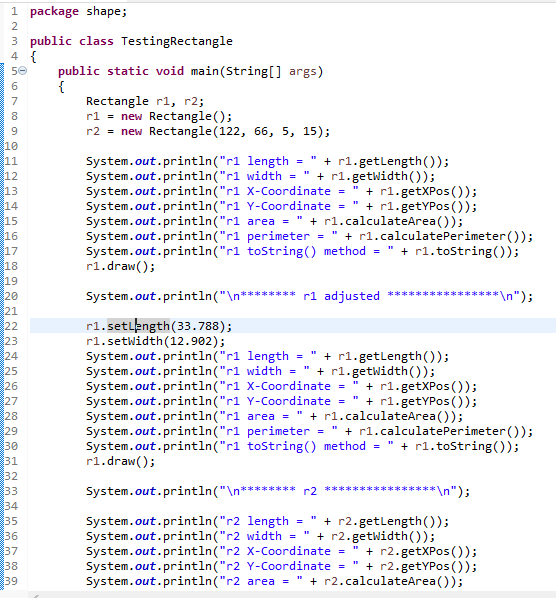 1 package shape;
2
3 public class TestingRectangle
4 {
5 public static void main(String[] args)
6 {
7 Rectangle r1, r2;
8 r1 = new Rectangle();
9 r2 = new Rectangle(122, 66, 5, 15);
10
11 System.out.println("r1 length = " + r1.getLength());
12 System.out.println("r1 width = " + r1.getWidth());
13 System.out.println("r1 X-Coordinate = " + r1.getXPos());
14 System.out.println("r1 Y-Coordinate = " + r1.getYPos());
15 System.out.println("r1 area = " + r1.calculateArea());
16 System.out.println("r1 perimeter = " + r1.calculatePerimeter());
17 System.out.println("r1 toString() method = " + r1.toString());
18 r1.draw();
19
20 System.out.println("\n******** r1 adjusted ****************\n");
21
22 r1.setLength(33.788);
23 r1.setWidth(12.902);
24 System.out.println("r1 length = " + r1.getLength());
25 System.out.println("r1 width = " + r1.getWidth());
26 System.out.println("r1 X-Coordinate = " + r1.getXPos());
27 System.out.println("r1 Y-Coordinate = " + r1.getYPos());
28 System.out.println("r1 area = " + r1.calculateArea());
29 System.out.println("r1 perimeter = " + r1.calculatePerimeter());
30 System.out.println("r1 toString() method = " + r1.toString());
31 r1.draw();
32
33 System.out.println("\n******** r2 ****************\n");
34
35 System.out.println("r2 length = " + r2.getLength());
36 System.out.println("r2 width = " + r2.getWidth());
37 System.out.println("r2 X-Coordinate = " + r2.getXPos());
38 System.out.println("r2 Y-Coordinate = " + r2.getYPos());
39 System.out.println("r2 area = " + r2.calculateArea());